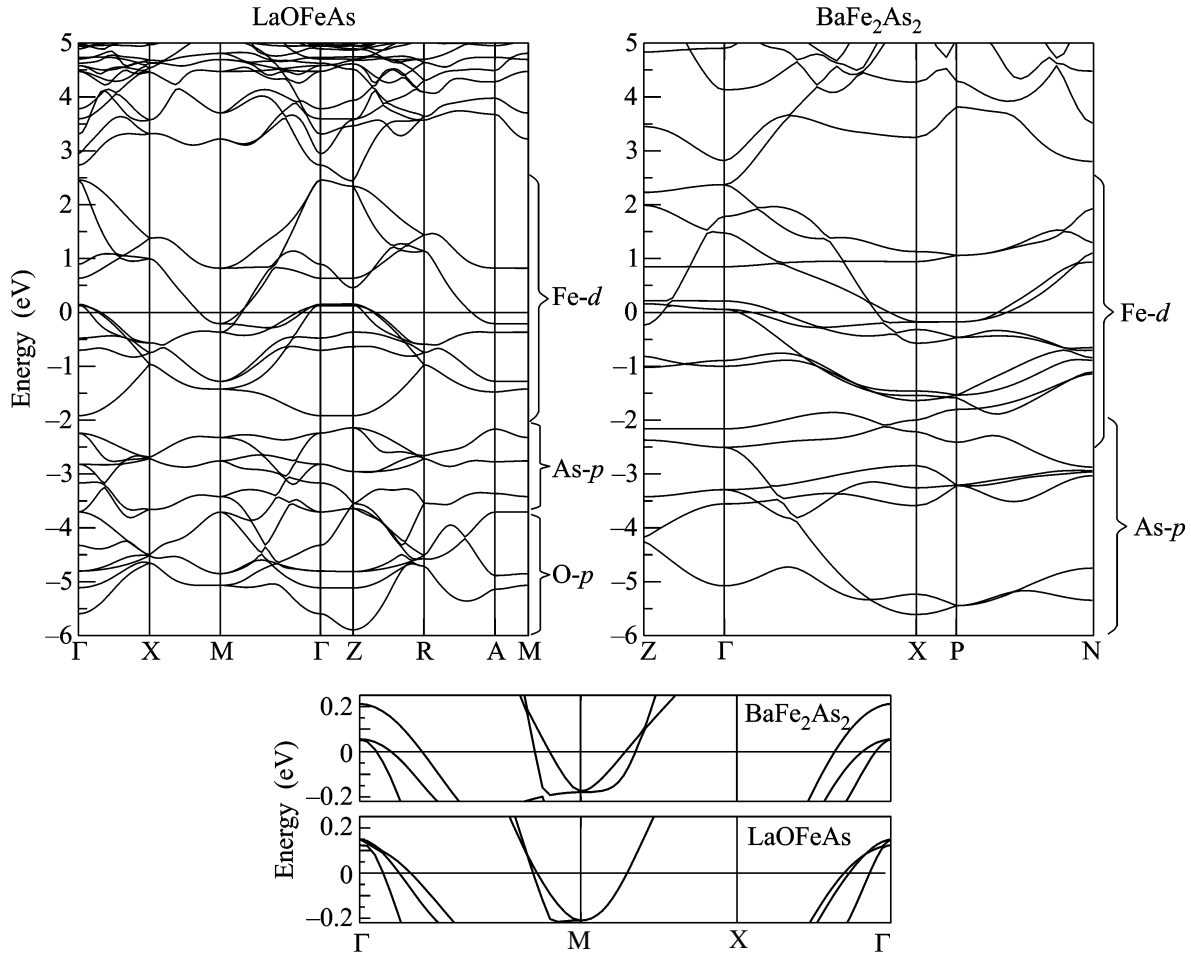 LaOFeAs
BaFe2As2
5
4
3
2
1
0
–1
–2
–3
–4
–5
–6
Energy (eV)
Γ X M Γ Z R A M
Fe-d
As-p
O-p
5
4
3
2
1
0
–1
–2
–3
–4
–5
–6
Z Γ X P N
Fe-d
As-p
Energy (eV)
0.2
0
–0.2
BaFe2As2
0.2
0
–0.2
LaOFeAs
Γ M X Γ